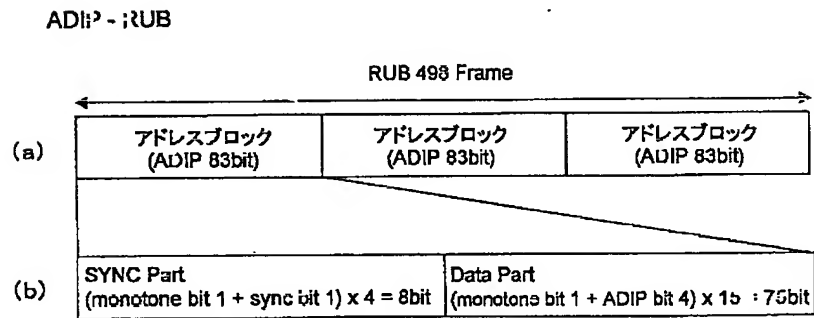 ADIP - RUB
RUB 498 Frame
(a)
アドレスブロック
(ADIP 83bit)
アドレスブロック
(ADIP 83bit)
アドレスブロック
(ADIP 83bit)
(b)
SYNC Part
(monotone bit 1 + sync bit 1) x 4 = 8bit
Data Part
(monotone bit 1 + ADIP bit 4) x 15 = 75bit